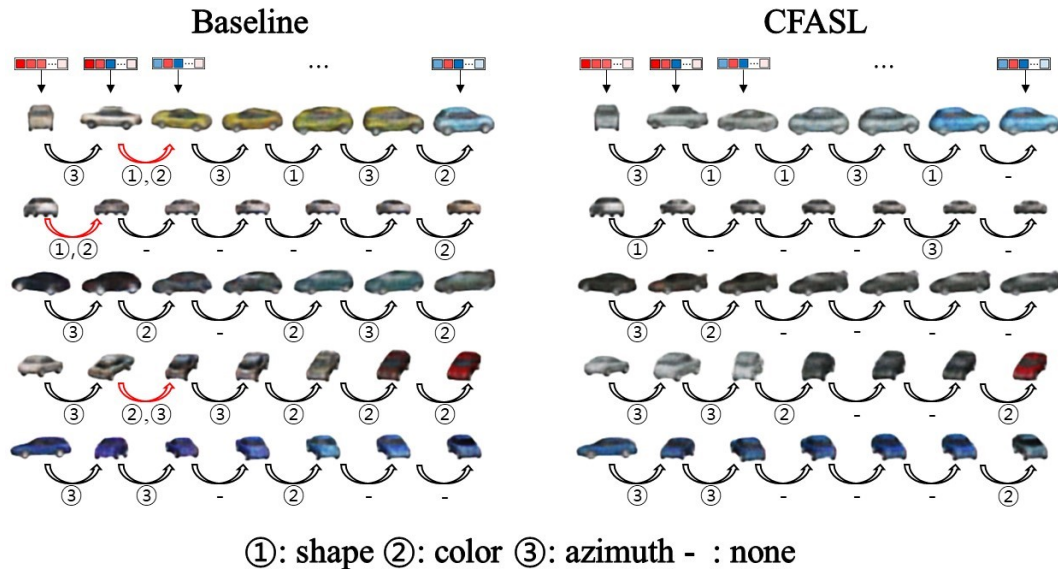 Baseline CFASL
... ...
③ ①,② ③ ① ③ ② ③ ① ① ③ ① -
①,② - - - - ② ① - - - ③ -
③ ② - ② ③ ② ③ ② - - - -
③ ②,③ ③ ② ② ② ③ ③ ② - - ②
③ ③ - ② - - ③ ③ - - - ②
①: shape ②: color ③: azimuth - : none